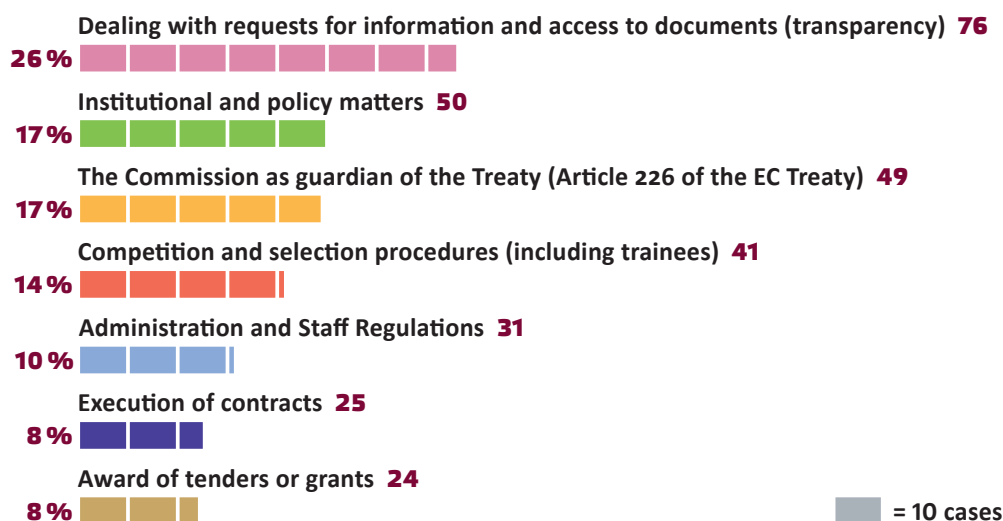 Dealing with requests for information and access to documents (transparency) 76
26 %
Institutional and policy matters 50
17 %
The Commission as guardian of the Treaty (Article 226 of the EC Treaty) 49
17 %
Competition and selection procedures (including trainees) 41
14 %
Administration and Staff Regulations 31
10 %
Execution of contracts 25
8 %
Award of tenders or grants 24
8 %
= 10 cases